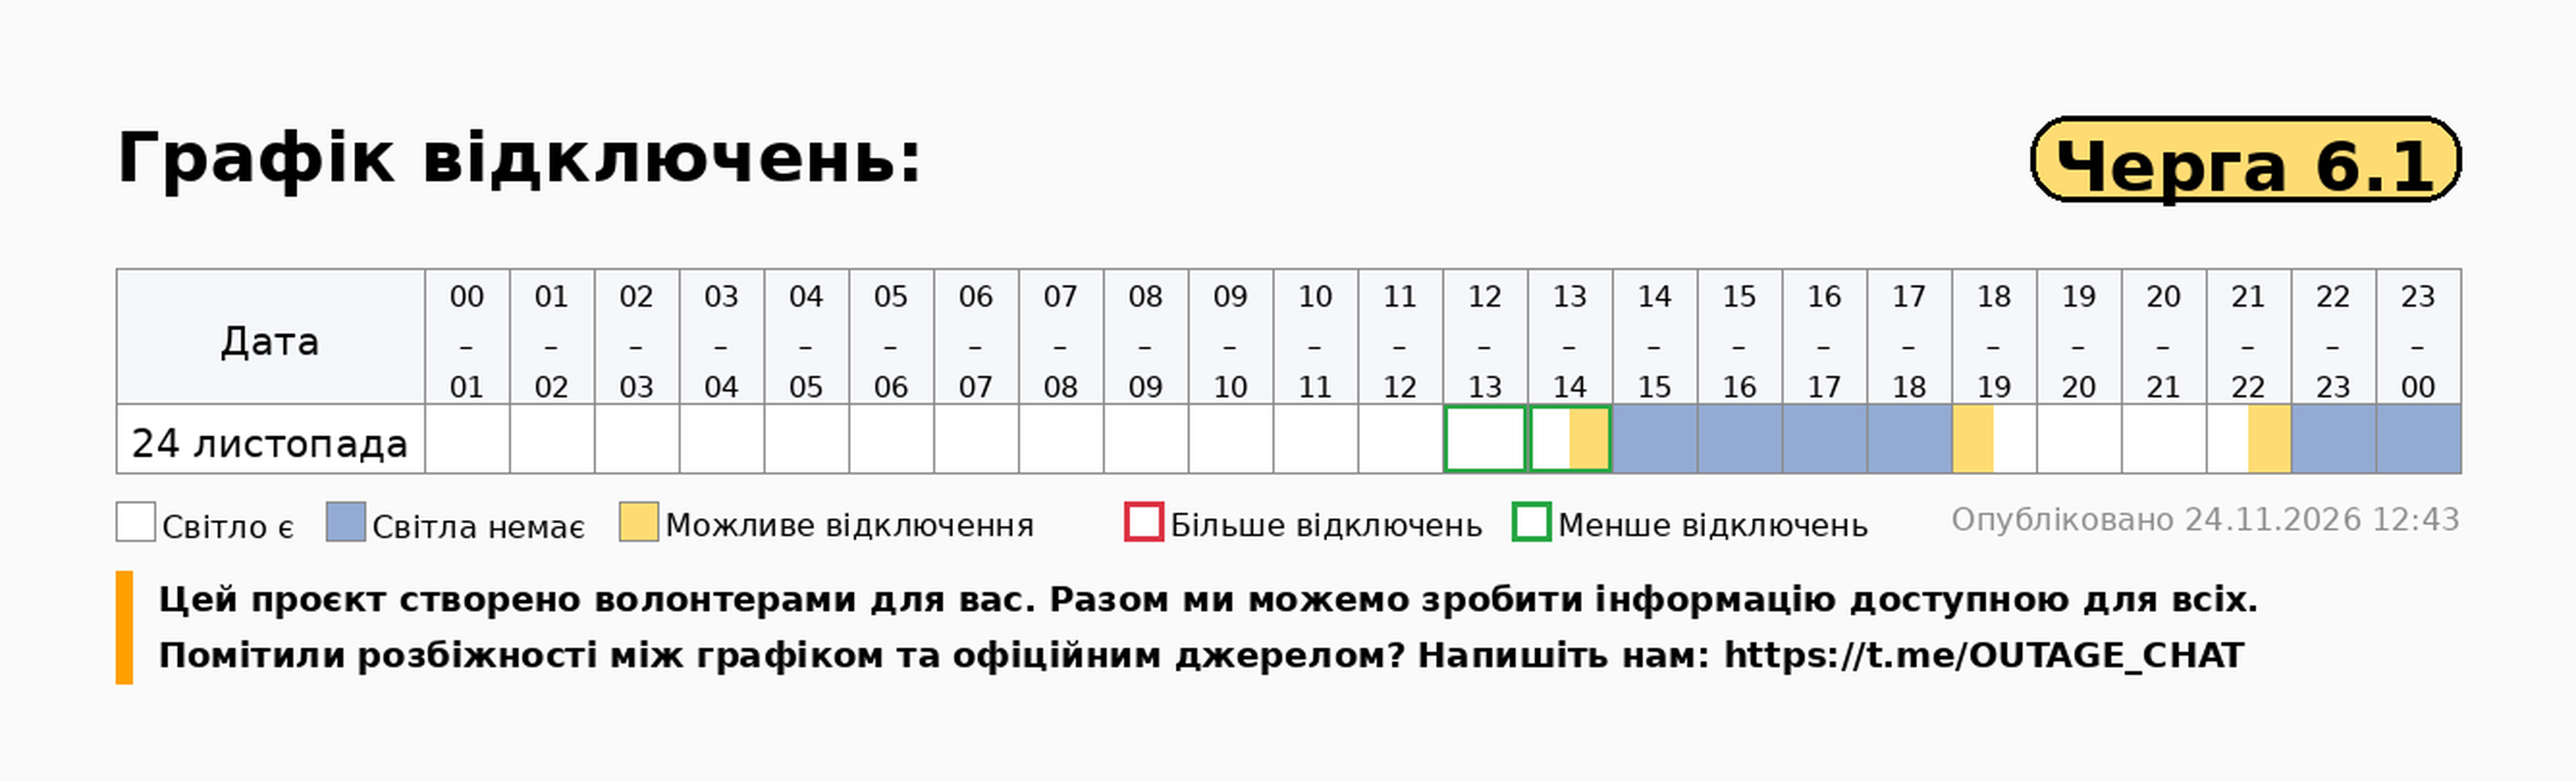 Графік відключень:
Черга 6.1
Дата
00 – 01
01 – 02
02 – 03
03 – 04
04 – 05
05 – 06
06 – 07
07 – 08
08 – 09
09 – 10
10 – 11
11 – 12
12 – 13
13 – 14
14 – 15
15 – 16
16 – 17
17 – 18
18 – 19
19 – 20
20 – 21
21 – 22
22 – 23
23 – 00
24 листопада
Світло є
Світла немає
Можливе відключення
Більше відключень
Менше відключень
Опубліковано 24.11.2026 12:43
Цей проєкт створено волонтерами для вас. Разом ми можемо зробити інформацію доступною для всіх.
Помітили розбіжності між графіком та офіційним джерелом? Напишіть нам: https://t.me/OUTAGE_CHAT